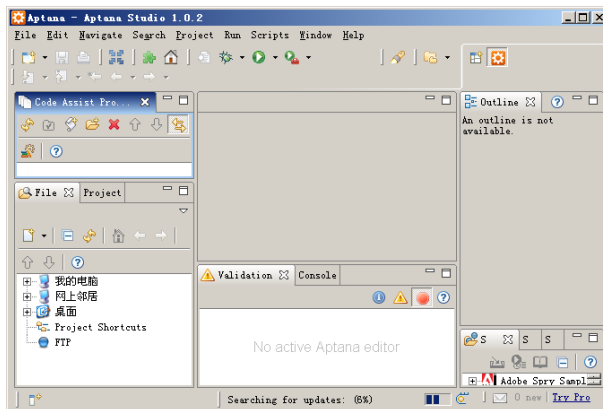 Aptana - Aptana Studio 1.0.2
File Edit Navigate Search Project Run Scripts Window Help
Code Assist Pro...
File Project
我的电脑
网上邻居
桌面
Project Shortcuts
FTP
Validation Console
No active Aptana editor
Outline
An outline is not
available.
S S S
Adobe Spry Sampl
Searching for updates: (6%)
0 new Try Pro